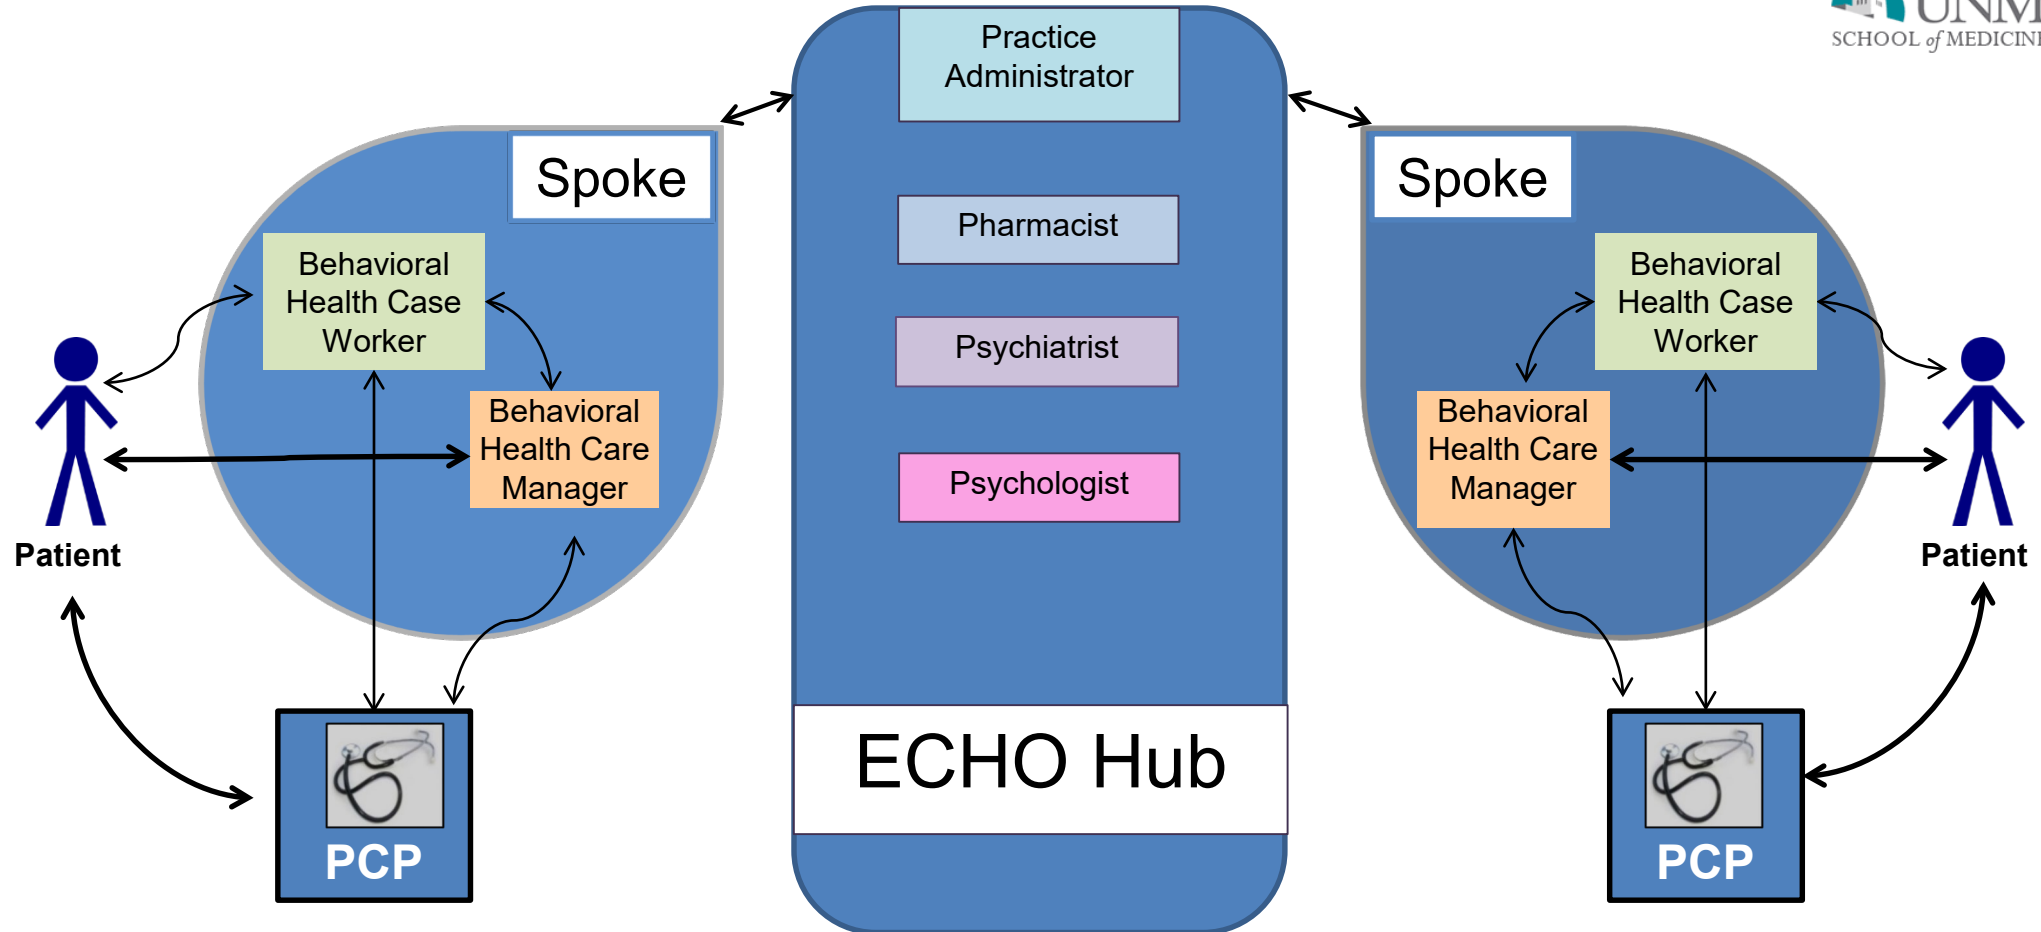 UNM
SCHOOL of MEDICINE
Practice
Administrator
Spoke
Spoke
Pharmacist
Behavioral
Health Case
Worker
Behavioral
Health Case
Worker
Psychiatrist
Behavioral
Health Care
Manager
Behavioral
Health Care
Manager
Psychologist
Patient
Patient
ECHO Hub
PCP
PCP